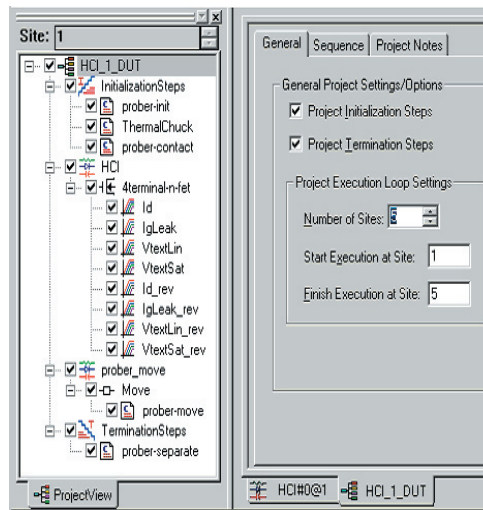 Site: 1
HCI_1_DUT
InitializationSteps
prober-init
ThermalChuck
prober-contact
HCI
4terminal-n-fet
Id
IgLeak
VtextLin
VtextSat
Id_rev
IgLeak_rev
VtextLin_rev
VtextSat_rev
prober_move
Move
prober-move
TerminationSteps
prober-separate
ProjectView
General Sequence Project Notes
General Project Settings/Options
Project Initialization Steps
Project Termination Steps
Project Execution Loop Settings
Number of Sites: 5
Start Execution at Site: 1
Finish Execution at Site: 5
HCI#0@1 HCI_1_DUT